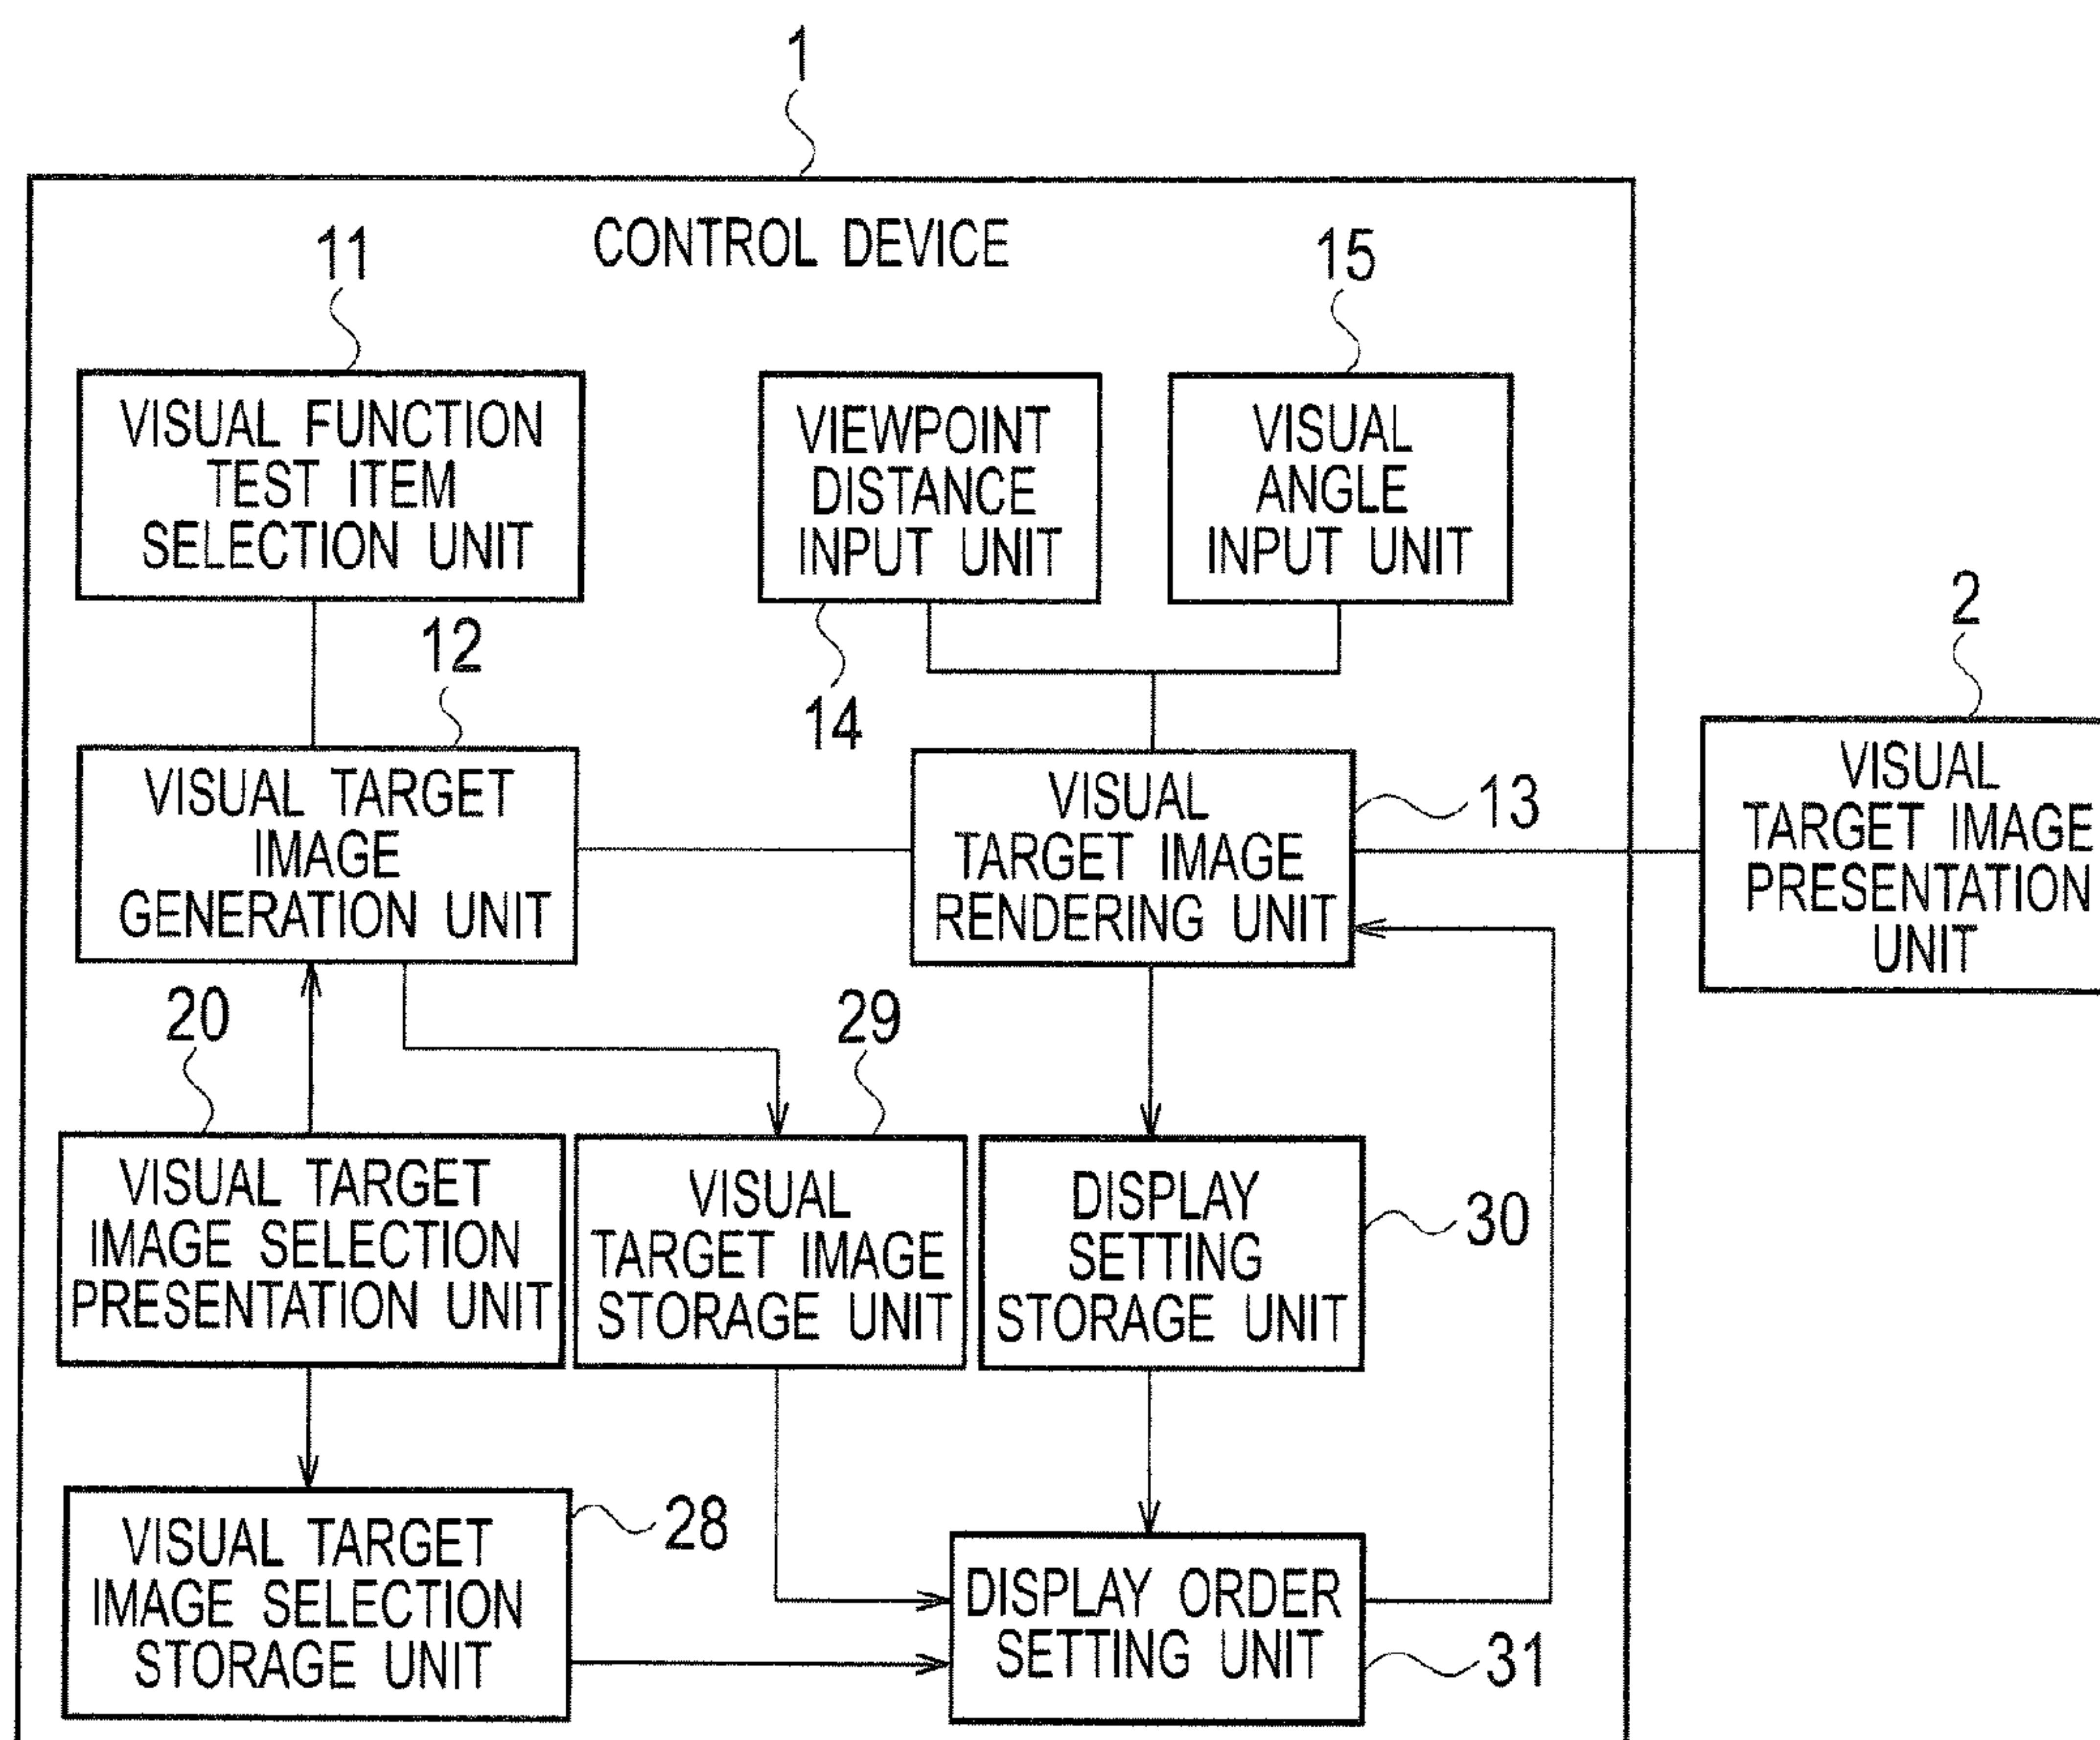 1
CONTROL DEVICE
11
15
VISUAL FUNCTION
TEST ITEM
SELECTION UNIT
VIEWPOINT
DISTANCE
INPUT UNIT
VISUAL
ANGLE
INPUT UNIT
2
12
14
VISUAL TARGET
IMAGE
GENERATION UNIT
VISUAL
TARGET IMAGE
RENDERING UNIT
13
VISUAL
TARGET IMAGE
PRESENTATION
UNIT
20
29
VISUAL TARGET
IMAGE SELECTION
PRESENTATION UNIT
VISUAL
TARGET IMAGE
STORAGE UNIT
DISPLAY
SETTING
STORAGE UNIT
30
VISUAL TARGET
IMAGE SELECTION
STORAGE UNIT
28
DISPLAY ORDER
SETTING UNIT
31